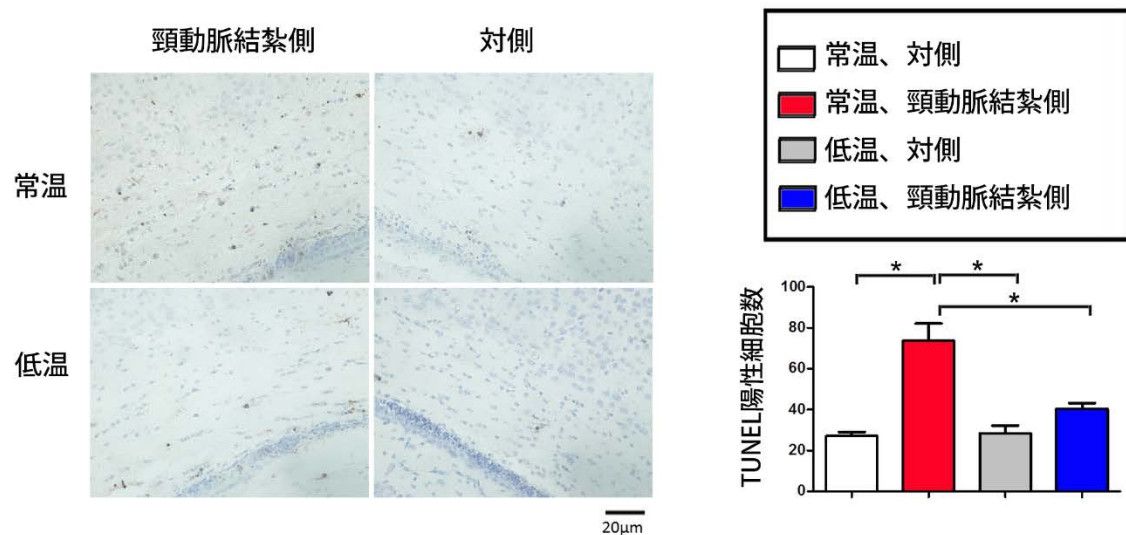 頸動脈結紮側
対側
常温
低温
20μm
常温、対側
常温、頸動脈結紮側
低温、対側
低温、頸動脈結紮側
* *
*
TUNEL陽性細胞数
100
80
60
40
20
0